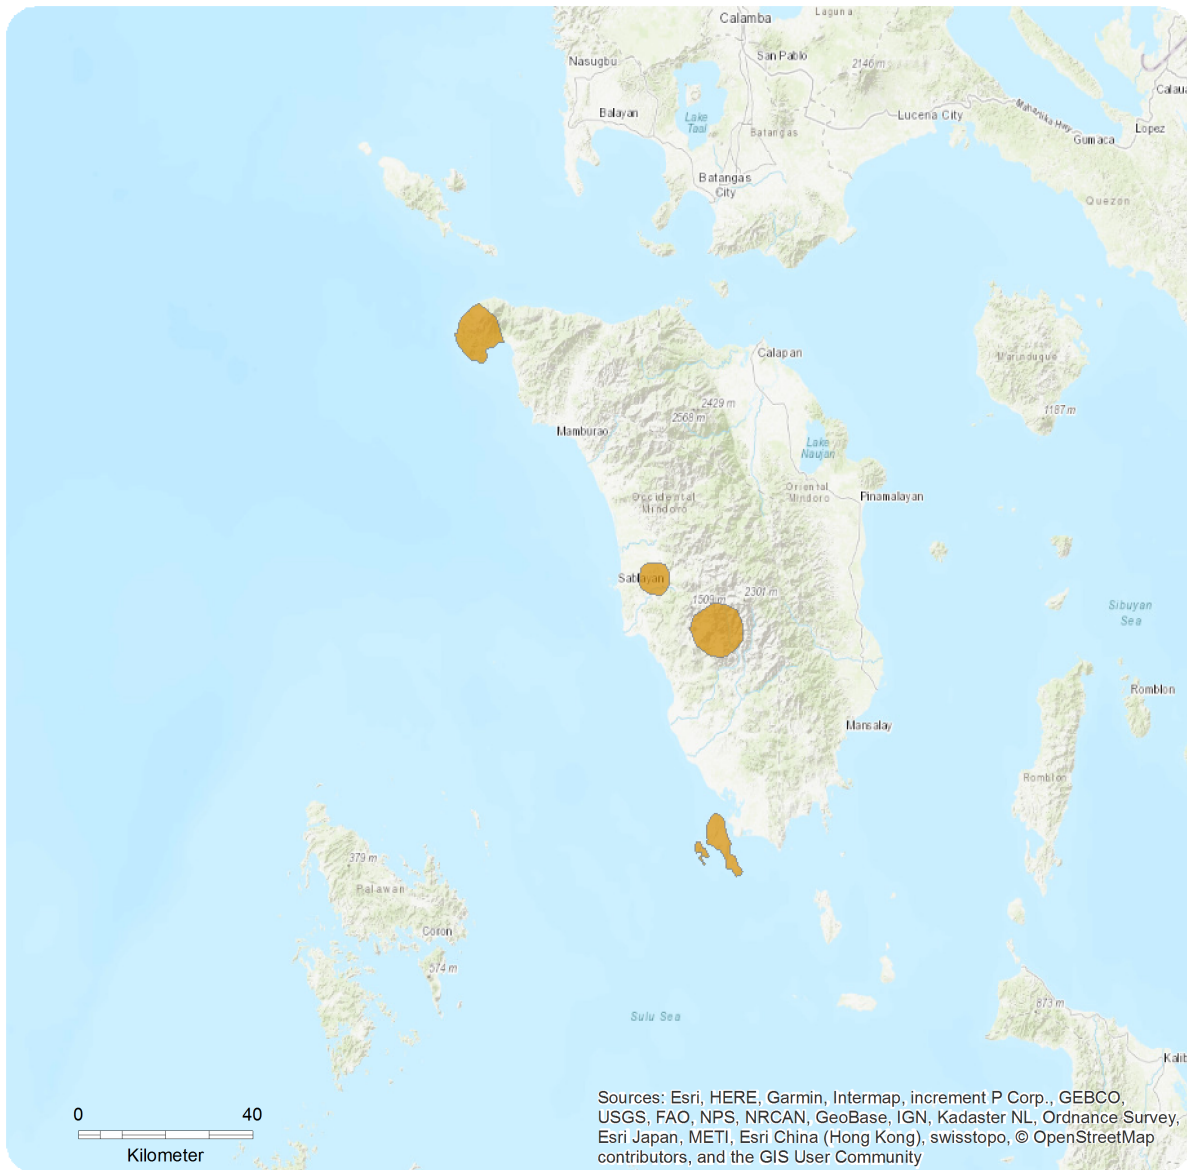 Calamba
Laguna
Nasugbu
San Pablo
2146 m
Balayan
Lake
Taal
Batangas
Lucena City
Maharlika Hwy
Calaua
Lopez
Gumaca
Batangas
City
Quezon
Calapan
Marinduque
2429 m
2568 m
1187 m
Mamburao
Lake
Naujan
Occidental
Mindoro
Oriental
Mindoro
Pinamalayan
Sablayan
1509 m
2301 m
Sibuyan
Sea
Romblon
Mansalay
Romblon
379 m
Palawan
Coron
574 m
Sulu Sea
873 m
Kalib
0 40
Kilometer
Sources: Esri, HERE, Garmin, Intermap, increment P Corp., GEBCO,
USGS, FAO, NPS, NRCAN, GeoBase, IGN, Kadaster NL, Ordnance Survey,
Esri Japan, METI, Esri China (Hong Kong), swisstopo, © OpenStreetMap
contributors, and the GIS User Community